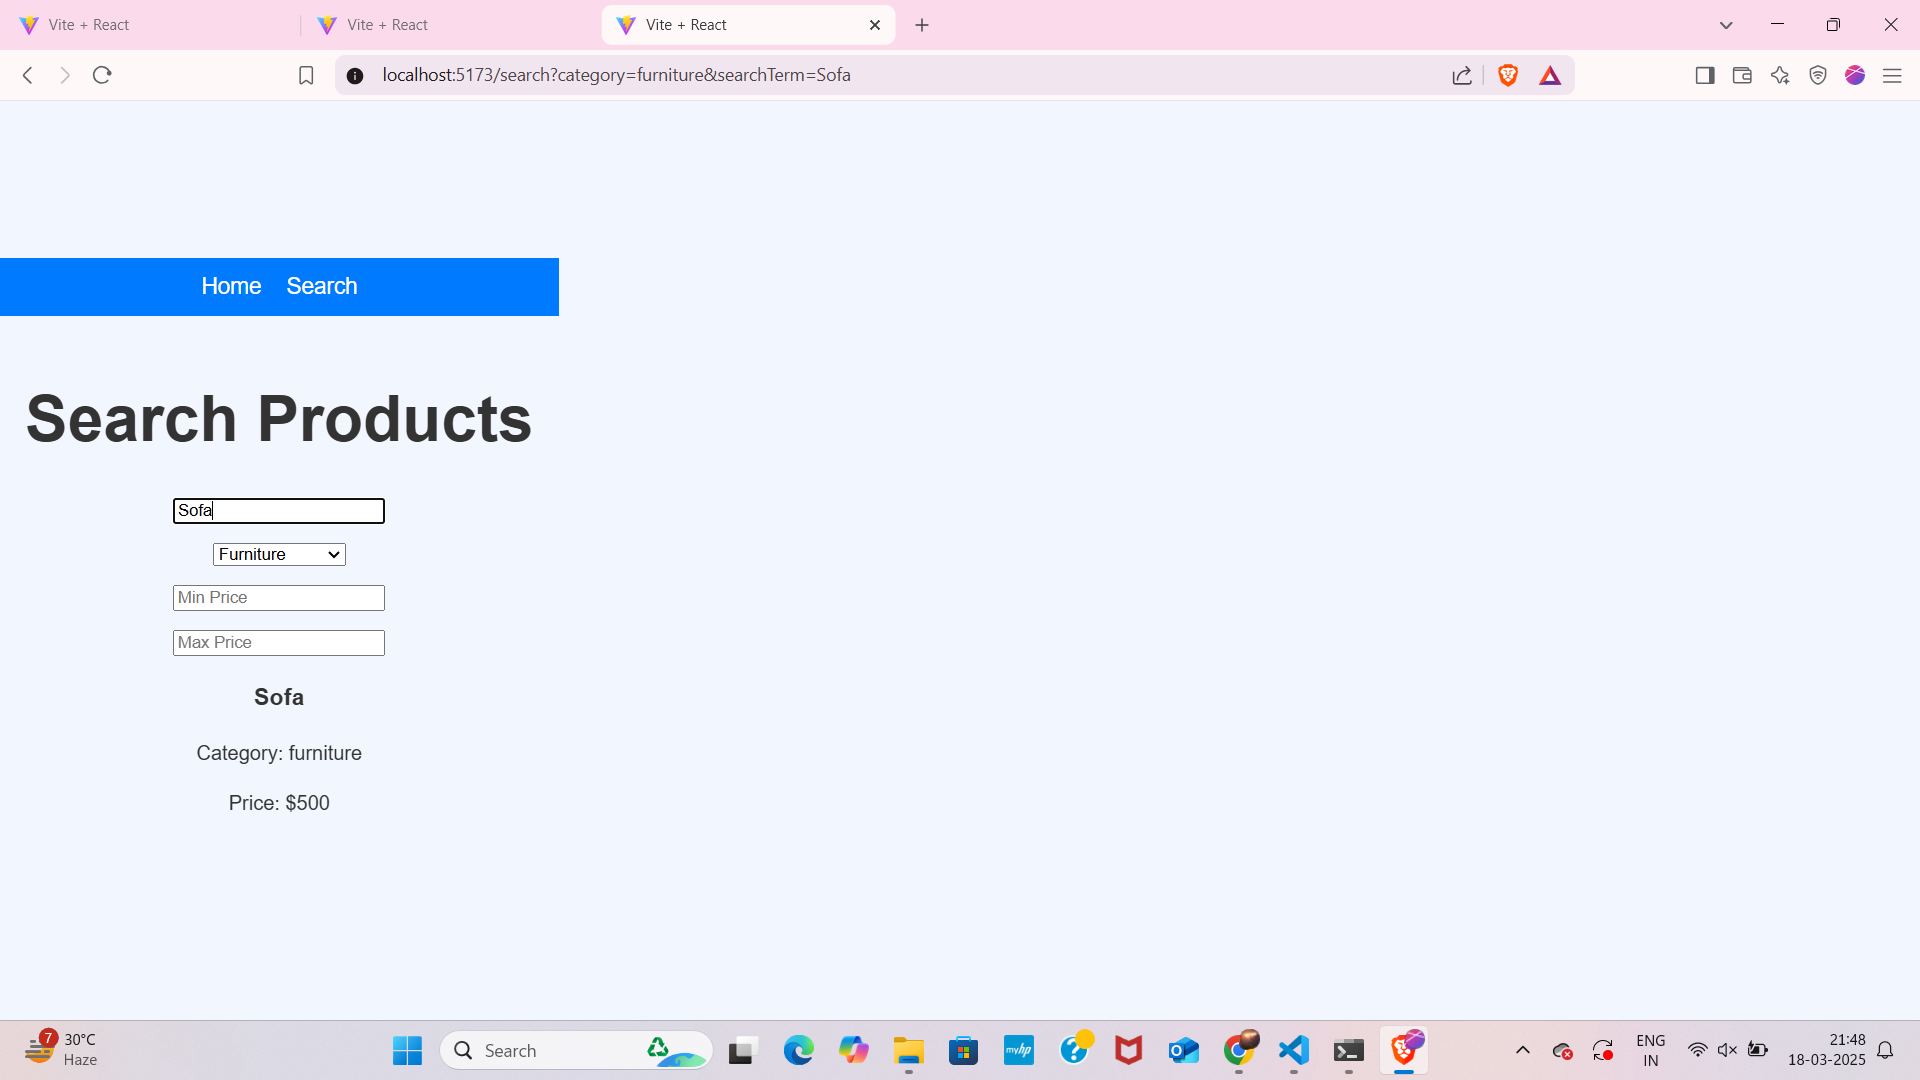 Vite + React
Vite + React
Vite + React
localhost:5173/search?category=furniture&searchTerm=Sofa
Home Search
Search Products
Sofa
Furniture
Min Price
Max Price
Sofa
Category: furniture
Price: $500
7
30°C
Haze
Search
myhp
ENG
IN
21:48
18-03-2025